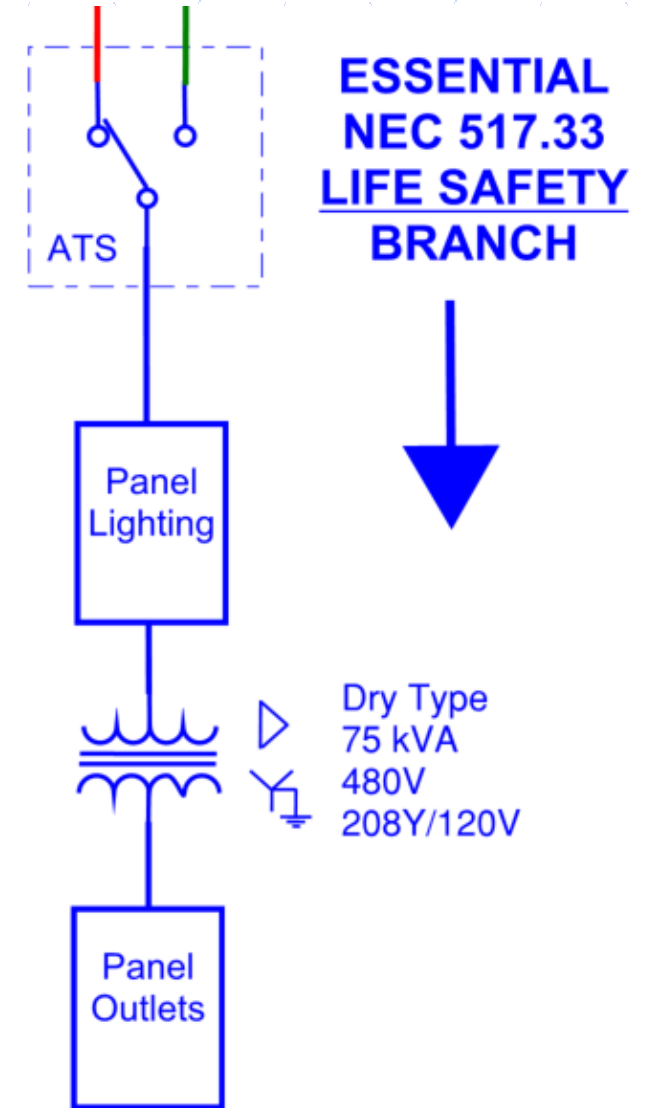 ESSENTIAL
NEC 517.33
LIFE SAFETY
BRANCH
ATS
Panel
Lighting
Dry Type
75 kVA
480V
208Y/120V
Panel
Outlets